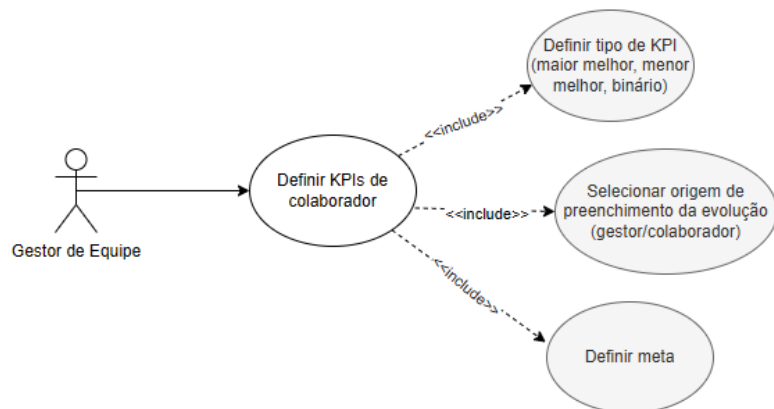 Definir tipo de KPI
(maior melhor, menor
melhor, binário)
<<include>>
Definir KPIs de
colaborador
Selecionar origem de
preenchimento da evolução
(gestor/colaborador)
<<include>>
Gestor de Equipe
<<include>>
Definir meta